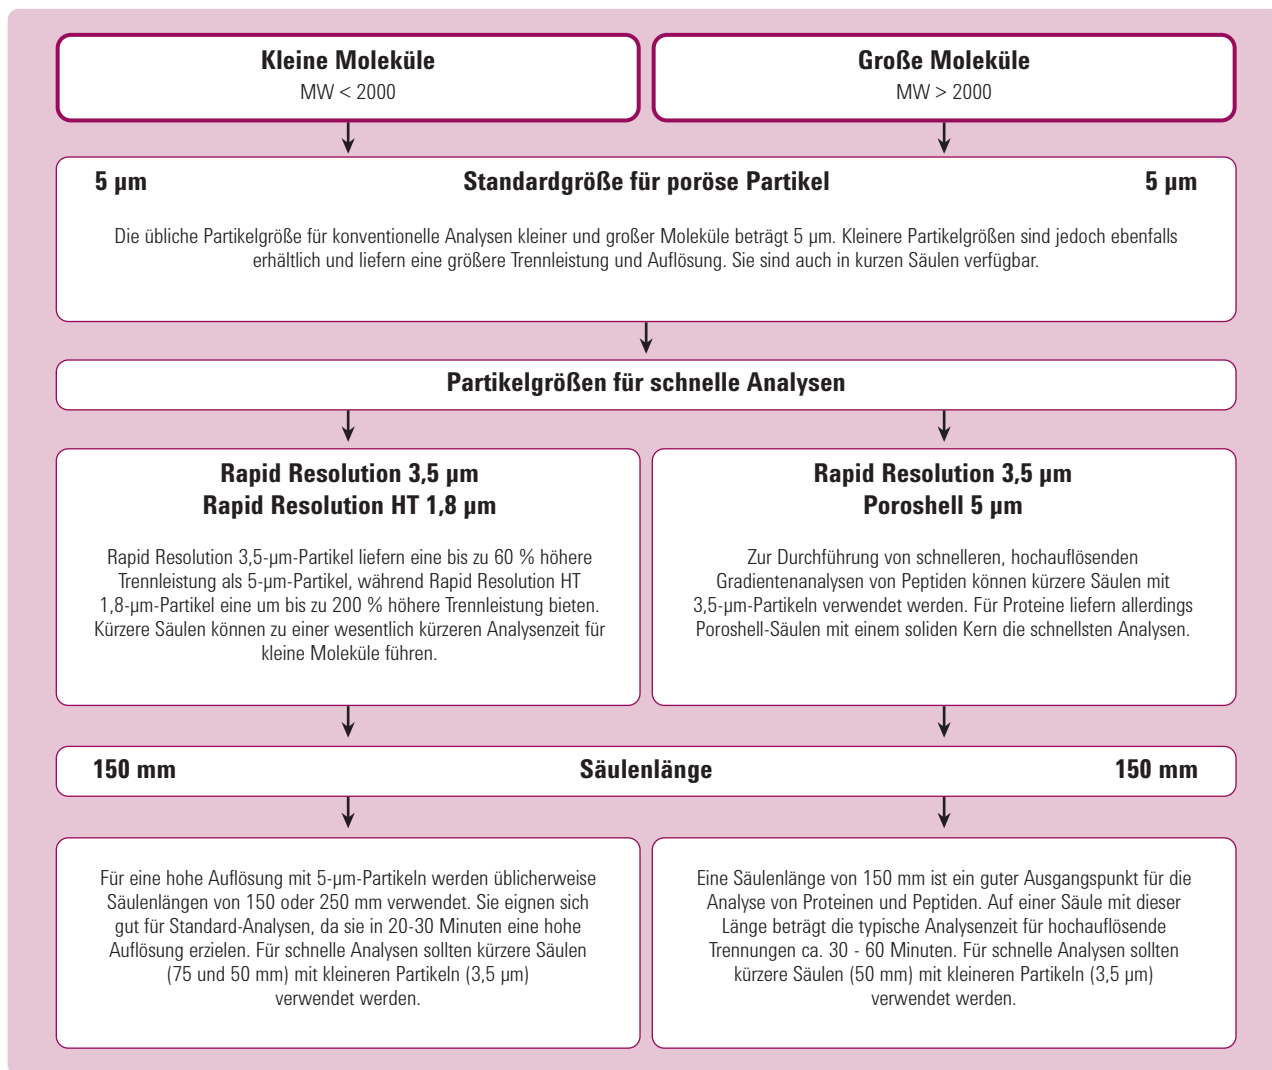 Kleine Moleküle
MW < 2000
Große Moleküle
MW > 2000
5 µm Standardgröße für poröse Partikel 5 µm
Die übliche Partikelgröße für konventionelle Analysen kleiner und großer Moleküle beträgt 5 µm. Kleinere Partikelgrößen sind jedoch ebenfalls
erhältlich und liefern eine größere Trennleistung und Auflösung. Sie sind auch in kurzen Säulen verfügbar.
Partikelgrößen für schnelle Analysen
Rapid Resolution 3,5 µm
Rapid Resolution HT 1,8 µm
Rapid Resolution 3,5-µm-Partikel liefern eine bis zu 60 % höhere
Trennleistung als 5-µm-Partikel, während Rapid Resolution HT
1,8-µm-Partikel eine um bis zu 200 % höhere Trennleistung bieten.
Kürzere Säulen können zu einer wesentlich kürzeren Analysenzeit für
kleine Moleküle führen.
Rapid Resolution 3,5 µm
Poroshell 5 µm
Zur Durchführung von schnelleren, hochauflösenden
Gradientenanalysen von Peptiden können kürzere Säulen mit
3,5-µm-Partikeln verwendet werden. Für Proteine liefern allerdings
Poroshell-Säulen mit einem soliden Kern die schnellsten Analysen.
150 mm Säulenlänge 150 mm
Für eine hohe Auflösung mit 5-µm-Partikeln werden üblicherweise
Säulenlängen von 150 oder 250 mm verwendet. Sie eignen sich
gut für Standard-Analysen, da sie in 20-30 Minuten eine hohe
Auflösung erzielen. Für schnelle Analysen sollten kürzere Säulen
(75 und 50 mm) mit kleineren Partikeln (3,5 µm)
verwendet werden.
Eine Säulenlänge von 150 mm ist ein guter Ausgangspunkt für die
Analyse von Proteinen und Peptiden. Auf einer Säule mit dieser
Länge beträgt die typische Analysenzeit für hochauflösende
Trennungen ca. 30 - 60 Minuten. Für schnelle Analysen sollten
kürzere Säulen (50 mm) mit kleineren Partikeln (3,5 µm)
verwendet werden.